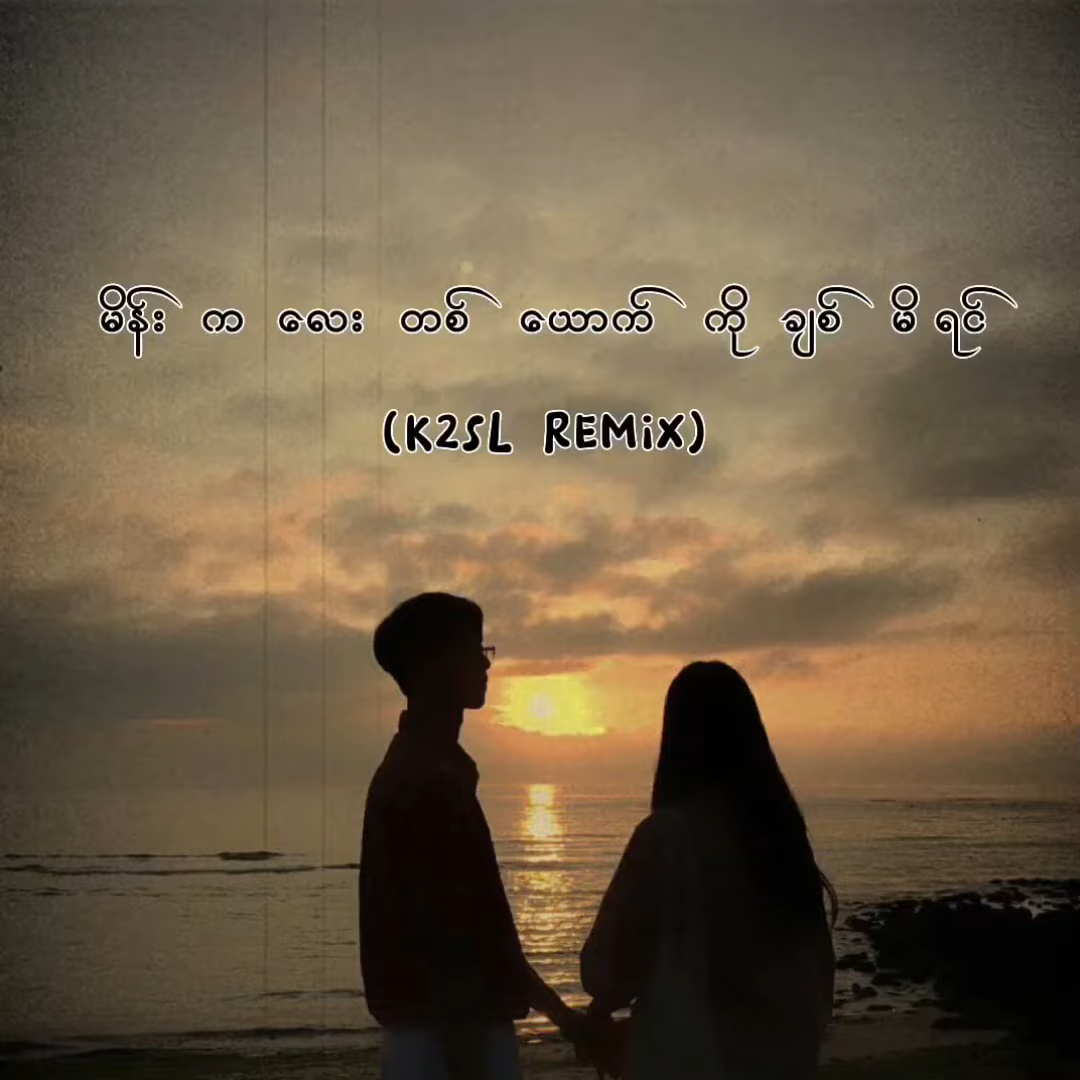 မိန်း က လေး တစ် ယောက် ကို ချစ် မိ ရင်
(K2SL REMiX)